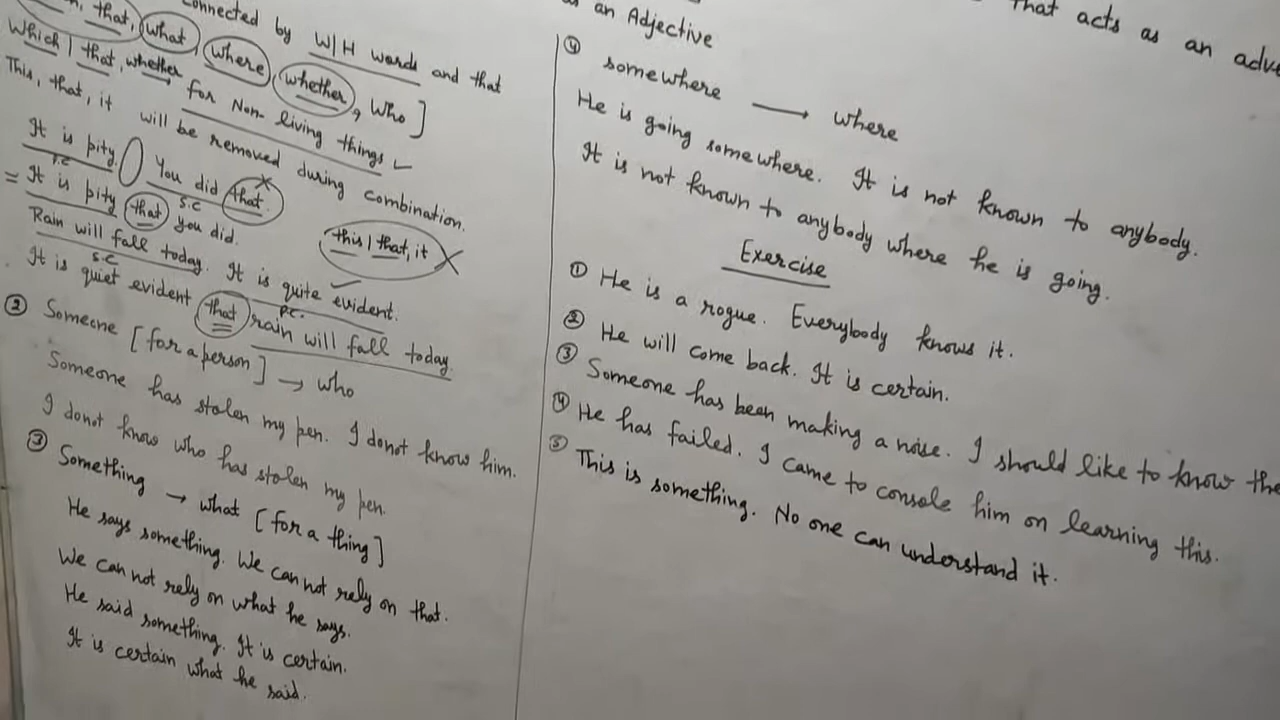 that, what, where, whether, who]
connected by W/H words and that
Which / that, whether for Non-living things ✓
This, that, it will be removed during combination.
It is pity. You did that.
P.C S.C
= It is pity that you did.
this / that, it
Rain will fall today. It is quite evident.
S.C P.C.
It is quiet evident that rain will fall today.
② Someone [for a person] → who
Someone has stolen my pen. I donot know him.
I donot know who has stolen my pen.
③ Something → what [for a thing]
He says something. We can not rely on that.
We can not rely on what he says.
He said something. It is certain.
It is certain what he said.
an Adjective
④ somewhere → where
He is going somewhere. It is not known to anybody.
It is not known to anybody where he is going.
Exercise
① He is a rogue. Everybody knows it.
② He will come back. It is certain.
③ Someone has been making a noise. I should like to know the
④ He has failed. I came to console him on learning this.
⑤ This is something. No one can understand it.
that acts as an adve